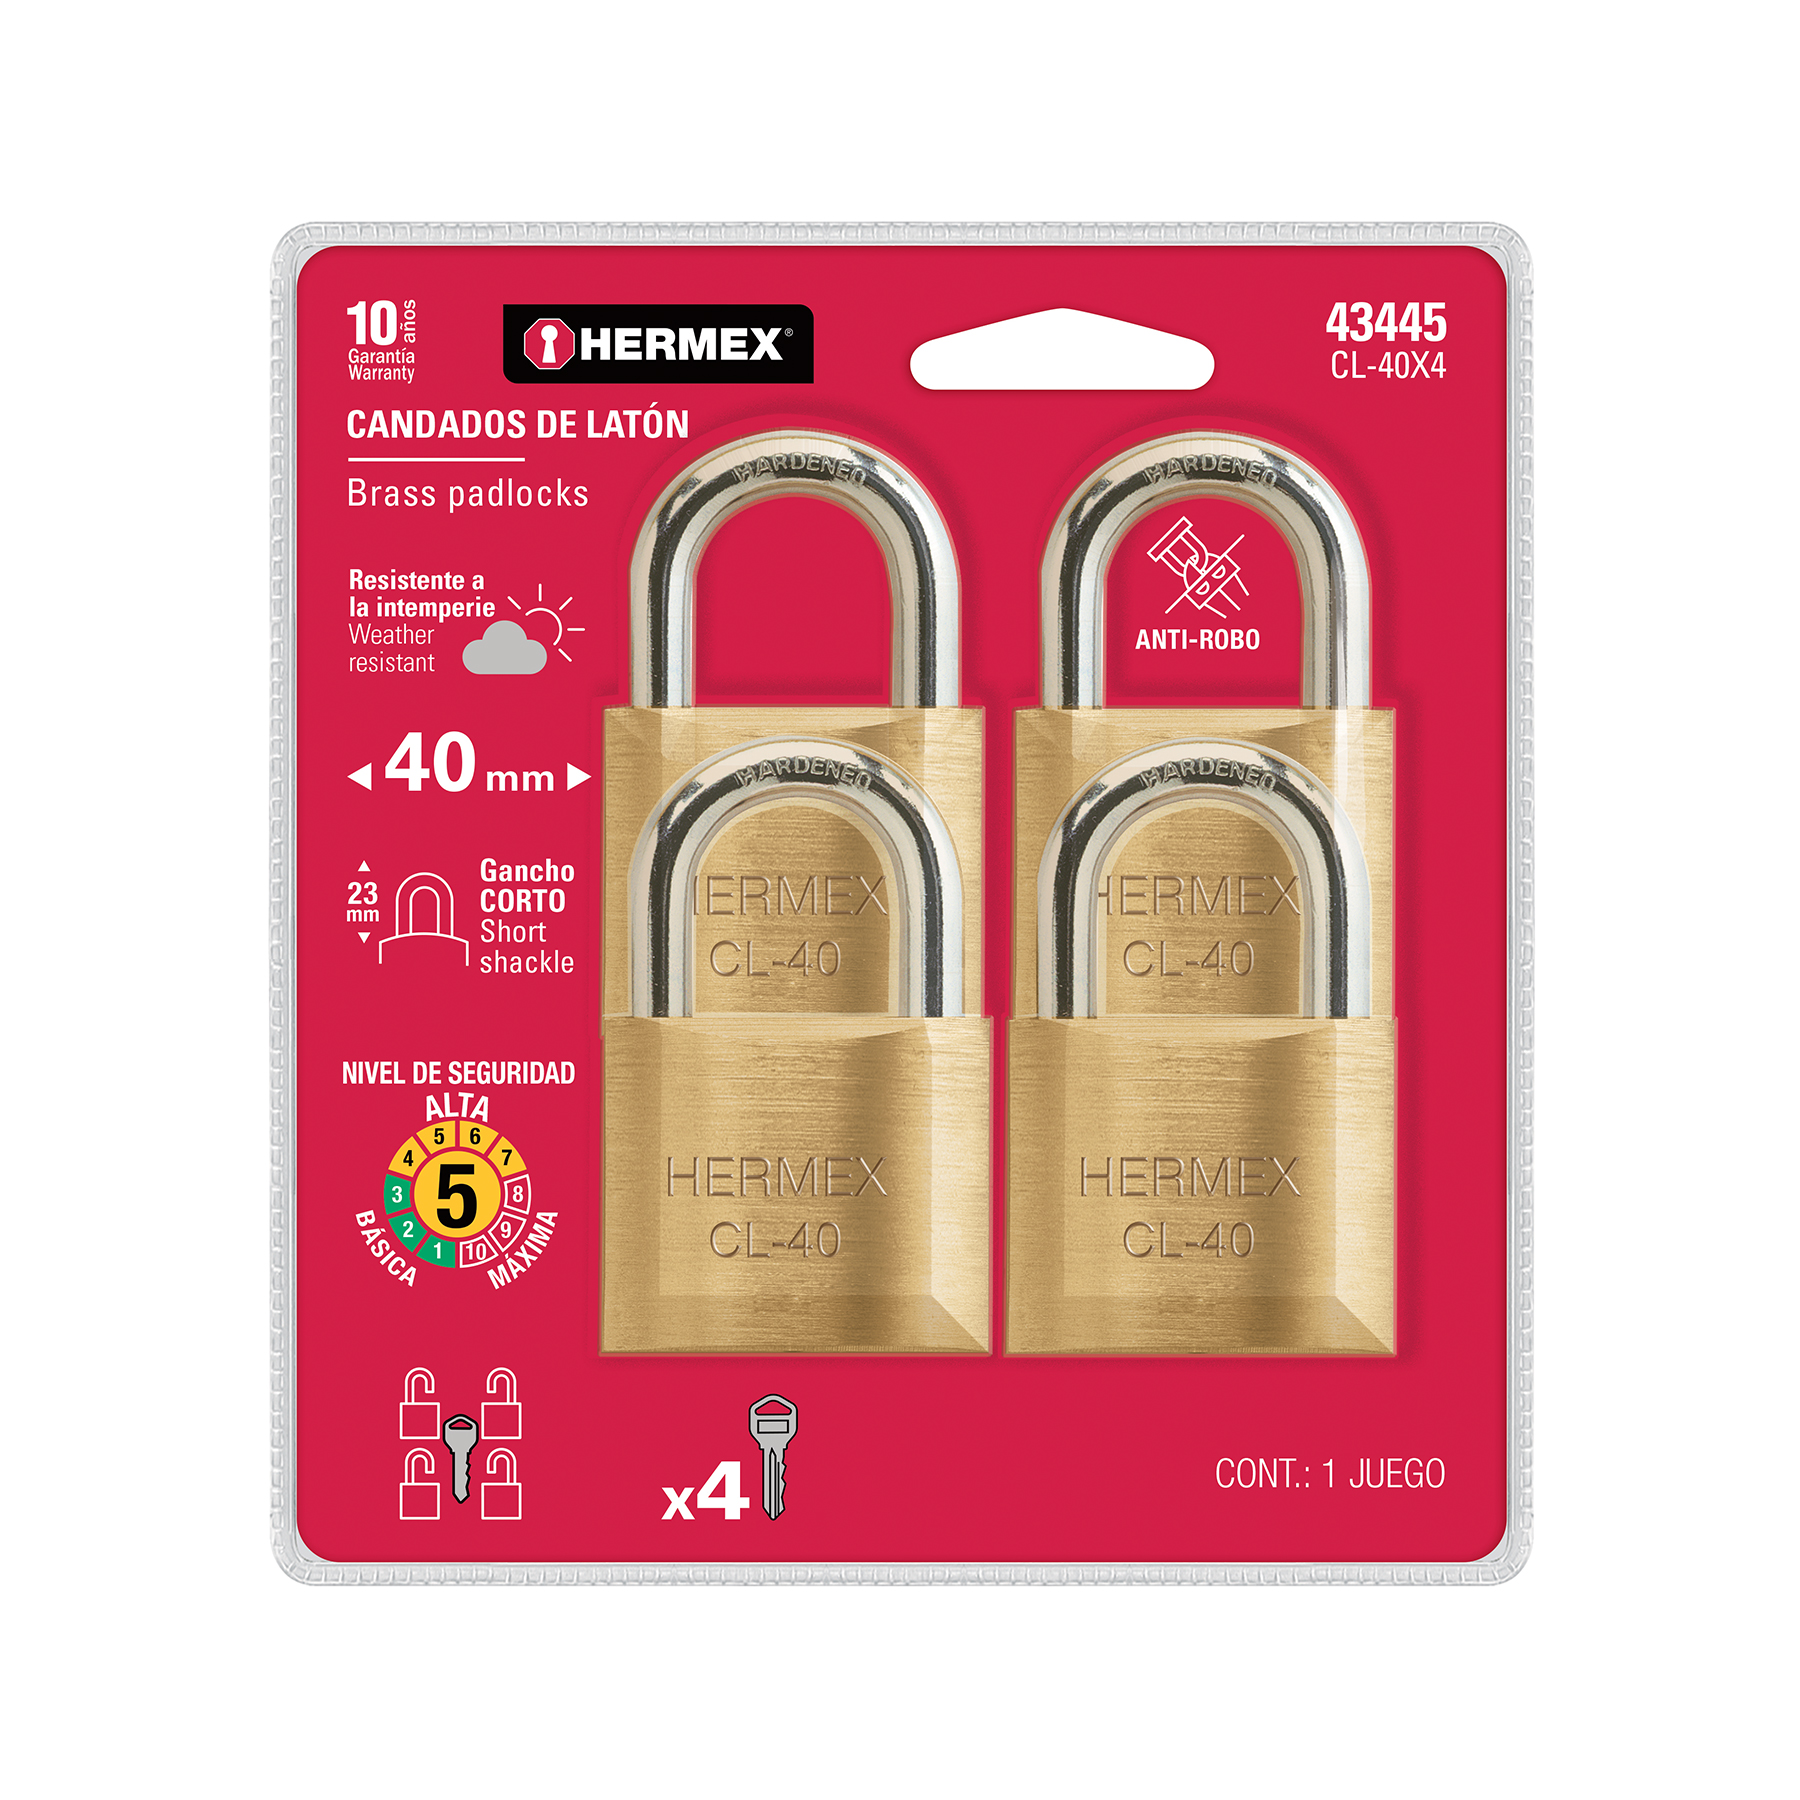 10 años
Garantía
Warranty
HERMEX®
43445
CL-40X4
CANDADOS DE LATÓN
Brass padlocks
HARDENED
HARDENED
Resistente a
la intemperie
Weather
resistant
ANTI-ROBO
40 mm
HARDENED
HARDENED
23
mm
Gancho
CORTO
Short
shackle
HERMEX
CL-40
HERMEX
CL-40
NIVEL DE SEGURIDAD
ALTA
BÁSICA
MÁXIMA
1 2 3 4 5 6 7 8 9 10
5
HERMEX
CL-40
HERMEX
CL-40
x4
CONT.: 1 JUEGO